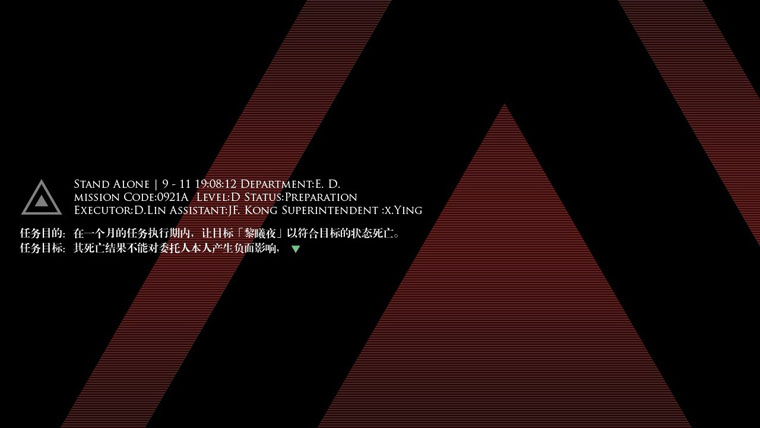 Stand Alone | 9 - 11 19:08:12 Department:E. D.
mission Code:0921A Level:D Status:Preparation
Executor:D.Lin Assistant:JF. Kong Superintendent :x.Ying
任务目的：在一个月的任务执行期内，让目标「黎曦夜」以符合目标的状态死亡。
任务目标：其死亡结果不能对委托人本人产生负面影响，